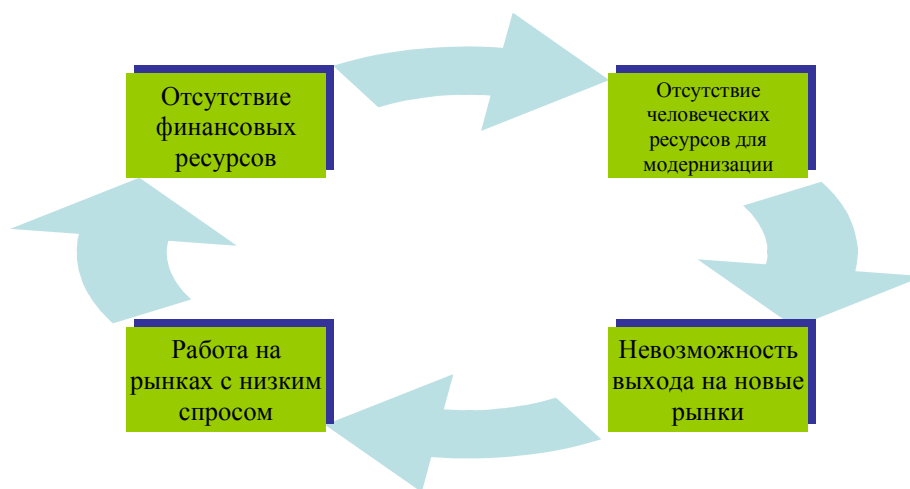 Отсутствие
финансовых
ресурсов
Отсутствие
человеческих
ресурсов для
модернизации
Работа на
рынках с низким
спросом
Невозможность
выхода на новые
рынки